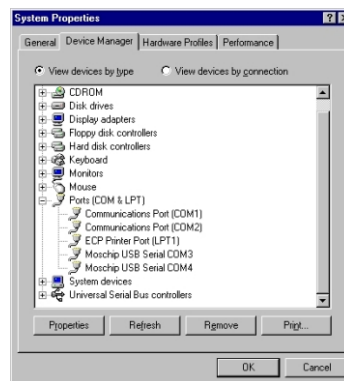 System Properties
General Device Manager Hardware Profiles Performance
View devices by type View devices by connection
CDROM
Disk drives
Display adapters
Floppy disk controllers
Hard disk controllers
Keyboard
Monitors
Mouse
Ports (COM & LPT)
Communications Port (COM1)
Communications Port (COM2)
ECP Printer Port (LPT1)
Moschip USB Serial COM3
Moschip USB Serial COM4
System devices
Universal Serial Bus controllers
Properties Refresh Remove Print...
OK Cancel